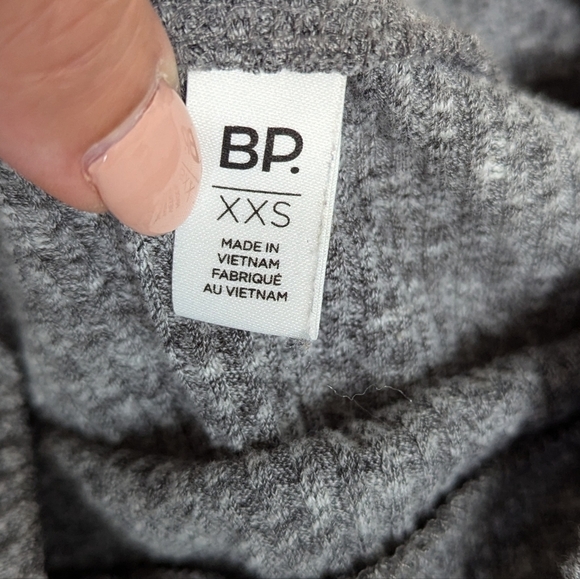 BP.
XXS
MADE IN
VIETNAM
FABRIQUÉ
AU VIETNAM